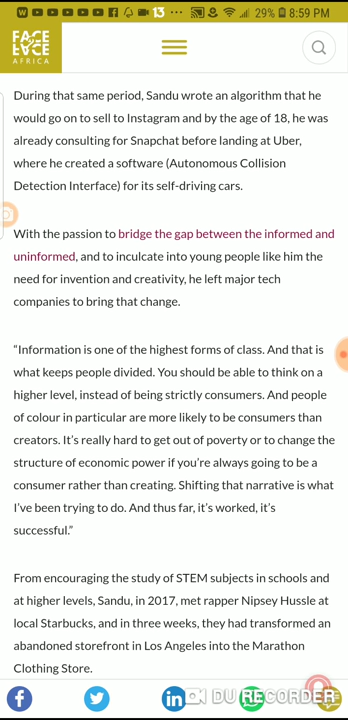 13 29% 8:59 PM
FACE
2
FACE
AFRICA
During that same period, Sandu wrote an algorithm that he
would go on to sell to Instagram and by the age of 18, he was
already consulting for Snapchat before landing at Uber,
where he created a software (Autonomous Collision
Detection Interface) for its self-driving cars.
With the passion to bridge the gap between the informed and
uninformed, and to inculcate into young people like him the
need for invention and creativity, he left major tech
companies to bring that change.
“Information is one of the highest forms of class. And that is
what keeps people divided. You should be able to think on a
higher level, instead of being strictly consumers. And people
of colour in particular are more likely to be consumers than
creators. It’s really hard to get out of poverty or to change the
structure of economic power if you’re always going to be a
consumer rather than creating. Shifting that narrative is what
I’ve been trying to do. And thus far, it’s worked, it’s
successful.”
From encouraging the study of STEM subjects in schools and
at higher levels, Sandu, in 2017, met rapper Nipsey Hussle at
local Starbucks, and in three weeks, they had transformed an
abandoned storefront in Los Angeles into the Marathon
Clothing Store.
DU RECORDER